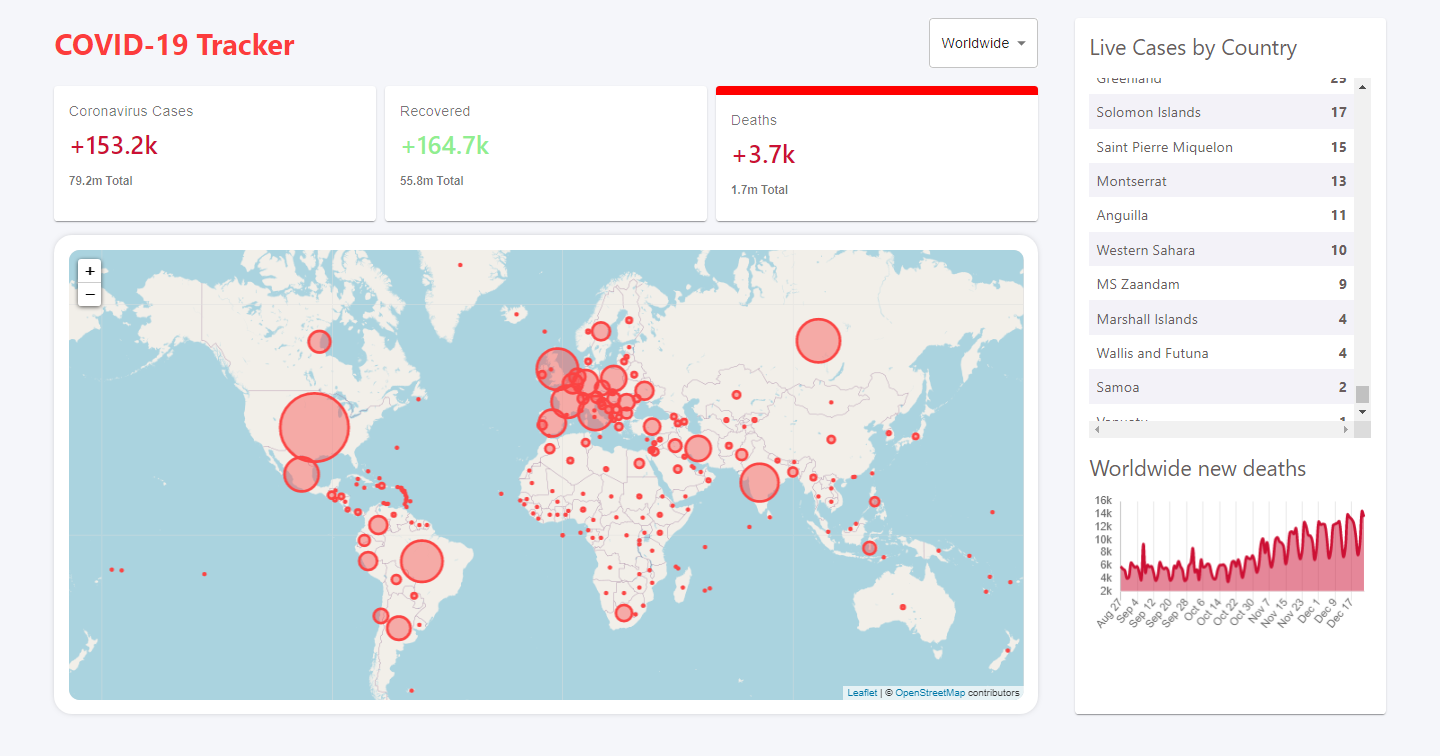 COVID-19 Tracker
Worldwide
Coronavirus Cases
+153.2k
79.2m Total
Recovered
+164.7k
55.8m Total
Deaths
+3.7k
1.7m Total
+
−
Leaflet | © OpenStreetMap contributors
Live Cases by Country
Greenland 29
Solomon Islands 17
Saint Pierre Miquelon 15
Montserrat 13
Anguilla 11
Western Sahara 10
MS Zaandam 9
Marshall Islands 4
Wallis and Futuna 4
Samoa 2
Worldwide new deaths
16k
14k
12k
10k
8k
6k
4k
2k
Aug 27 Sep 4 Sep 12 Sep 20 Sep 28 Oct 6 Oct 14 Oct 22 Oct 30 Nov 7 Nov 15 Nov 23 Dec 1 Dec 9 Dec 17